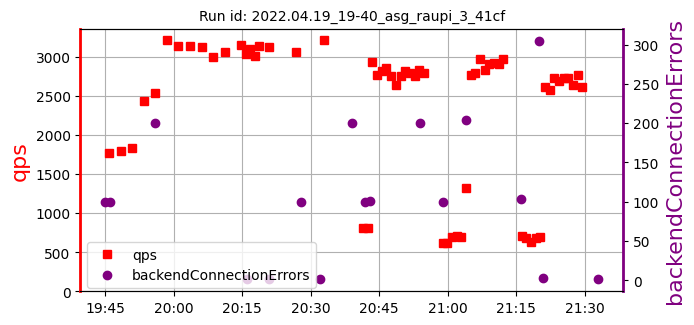 Run id: 2022.04.19_19-40_asg_raupi_3_41cf
qps
3000
2500
2000
1500
1000
500
0
300
250
200
150
100
50
0
backendConnectionErrors
qps
backendConnectionErrors
19:45 20:00 20:15 20:30 20:45 21:00 21:15 21:30